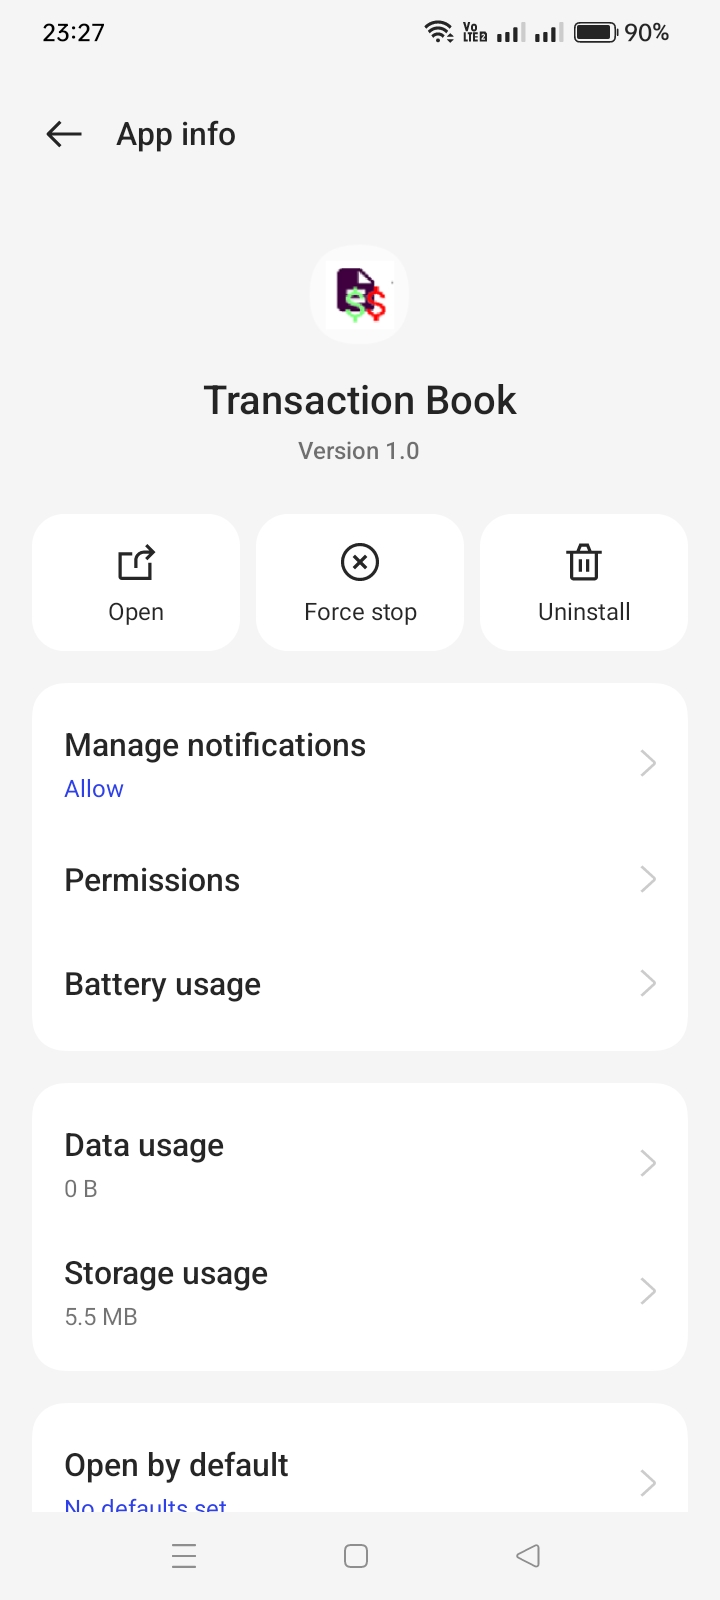 23:27
Vo
LTE2
90%
App info
Transaction Book
Version 1.0
Open
Force stop
Uninstall
Manage notifications
Allow
Permissions
Battery usage
Data usage
0 B
Storage usage
5.5 MB
Open by default
No defaults set